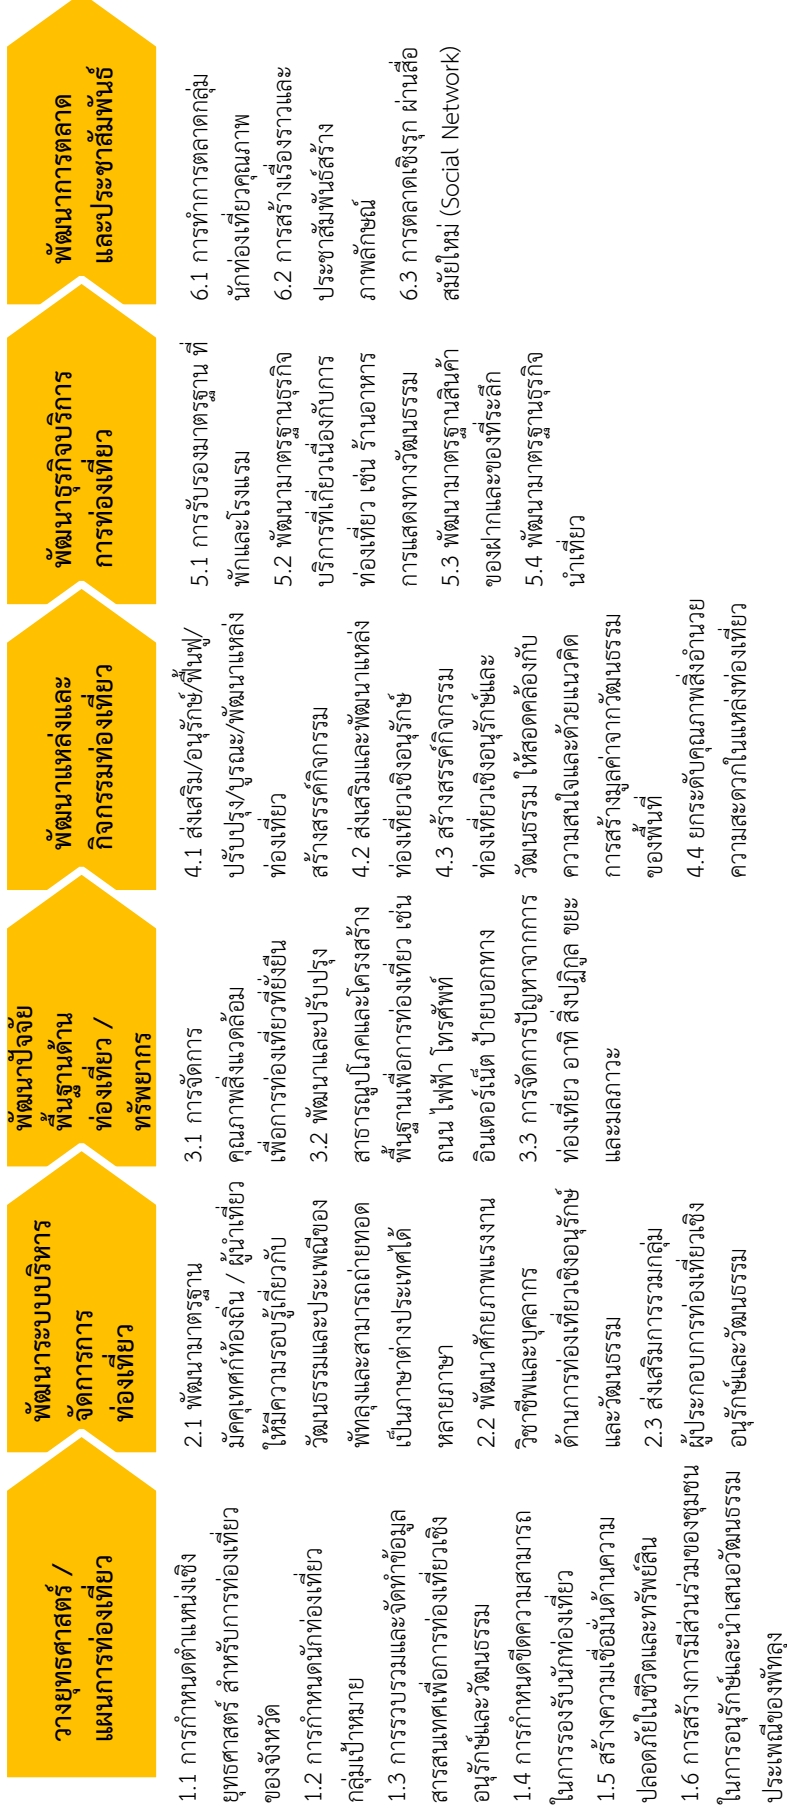 วางยุทธศาสตร์ /
แผนการท่องเที่ยว
1.1 การกำหนดตำแหน่งเชิง
ยุทธศาสตร์ สำหรับการท่องเที่ยว
ของจังหวัด
1.2 การกำหนดนักท่องเที่ยว
กลุ่มเป้าหมาย
1.3 การรวบรวมและจัดทำข้อมูล
สารสนเทศเพื่อการท่องเที่ยวเชิง
อนุรักษ์และวัฒนธรรม
1.4 การกำหนดขีดความสามารถ
ในการรองรับนักท่องเที่ยว
1.5 สร้างความเชื่อมั่นด้านความ
ปลอดภัยในชีวิตและทรัพย์สิน
1.6 การสร้างการมีส่วนร่วมของชุมชน
ในการอนุรักษ์และนำเสนอวัฒนธรรม
ประเพณีของพัทลุง
พัฒนาระบบบริหาร
จัดการการ
ท่องเที่ยว
2.1 พัฒนามาตรฐาน
มัคคุเทศก์ท้องถิ่น / ผู้นำเที่ยว
ให้มีความรอบรู้เกี่ยวกับ
วัฒนธรรมและประเพณีของ
พัทลุงและสามารถถ่ายทอด
เป็นภาษาต่างประเทศได้
หลายภาษา
2.2 พัฒนาศักยภาพแรงงาน
วิชาชีพและบุคลากร
ด้านการท่องเที่ยวเชิงอนุรักษ์
และวัฒนธรรม
2.3 ส่งเสริมการรวมกลุ่ม
ผู้ประกอบการท่องเที่ยวเชิง
อนุรักษ์และวัฒนธรรม
พัฒนาปัจจัย
พื้นฐานด้าน
ท่องเที่ยว /
ทรัพยากร
3.1 การจัดการ
คุณภาพสิ่งแวดล้อม
เพื่อการท่องเที่ยวที่ยั่งยืน
3.2 พัฒนาและปรับปรุง
สาธารณูปโภคและโครงสร้าง
พื้นฐานเพื่อการท่องเที่ยว เช่น
ถนน ไฟฟ้า โทรศัพท์
อินเตอร์เน็ต ป้ายบอกทาง
3.3 การจัดการปัญหาจากการ
ท่องเที่ยว อาทิ สิ่งปฏิกูล ขยะ
และมลภาวะ
พัฒนาแหล่งและ
กิจกรรมท่องเที่ยว
4.1 ส่งเสริม/อนุรักษ์/ฟื้นฟู/
ปรับปรุง/บูรณะ/พัฒนาแหล่ง
ท่องเที่ยว
สร้างสรรค์กิจกรรม
4.2 ส่งเสริมและพัฒนาแหล่ง
ท่องเที่ยวเชิงอนุรักษ์
4.3 สร้างสรรค์กิจกรรม
ท่องเที่ยวเชิงอนุรักษ์และ
วัฒนธรรม ให้สอดคล้องกับ
ความสนใจและด้วยแนวคิด
การสร้างมูลค่าจากวัฒนธรรม
ของพื้นที่
4.4 ยกระดับคุณภาพสิ่งอำนวย
ความสะดวกในแหล่งท่องเที่ยว
พัฒนาธุรกิจบริการ
การท่องเที่ยว
5.1 การรับรองมาตรฐาน ที่
พักและโรงแรม
5.2 พัฒนามาตรฐานธุรกิจ
บริการที่เกี่ยวเนื่องกับการ
ท่องเที่ยว เช่น ร้านอาหาร
การแสดงทางวัฒนธรรม
5.3 พัฒนามาตรฐานสินค้า
ของฝากและของที่ระลึก
5.4 พัฒนามาตรฐานธุรกิจ
นำเที่ยว
พัฒนาการตลาด
และประชาสัมพันธ์
6.1 การทำการตลาดกลุ่ม
นักท่องเที่ยวคุณภาพ
6.2 การสร้างเรื่องราวและ
ประชาสัมพันธ์สร้าง
ภาพลักษณ์
6.3 การตลาดเชิงรุก ผ่านสื่อ
สมัยใหม่ (Social Network)